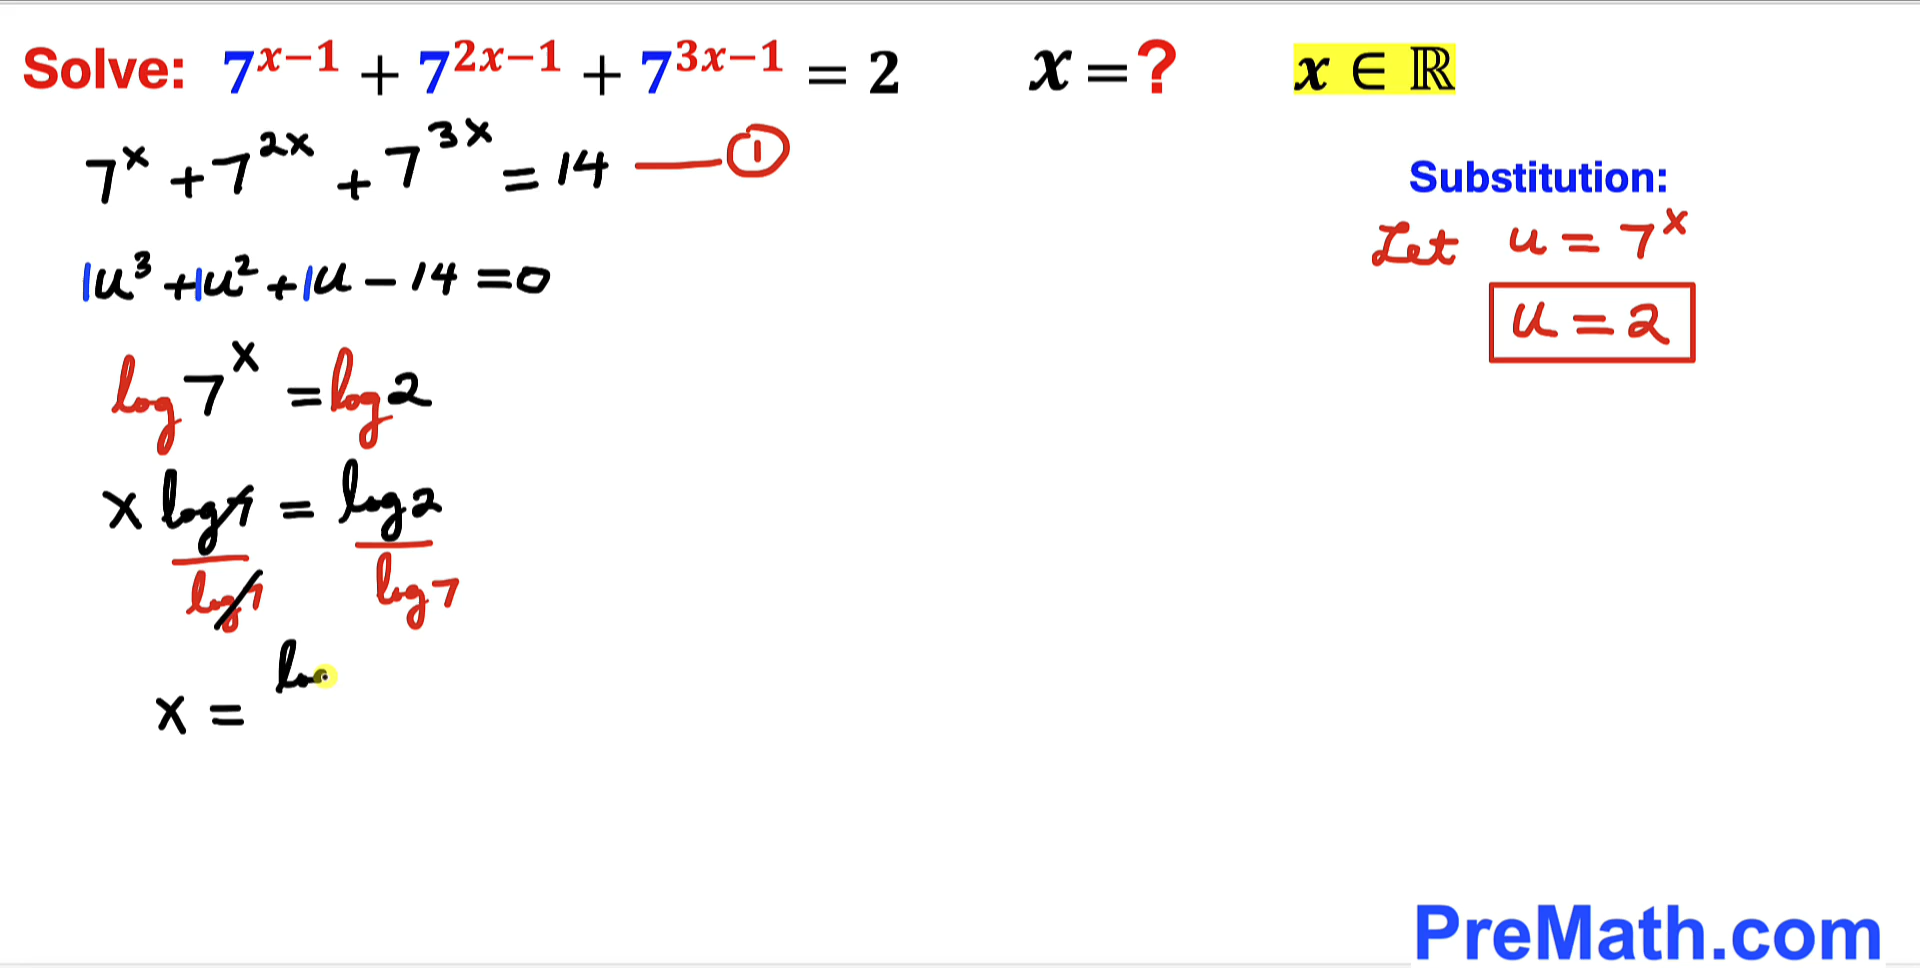 Solve: 7^{x−1} + 7^{2x−1} + 7^{3x−1} = 2 x = ? x ∈ ℝ
7^x + 7^{2x} + 7^{3x} = 14 — ①
Substitution:
Let u = 7^x
1u³ + 1u² + 1u − 14 = 0
u = 2
log 7^x = log 2
x log 7 = log 2
log 7 log 7
x = lo
PreMath.com